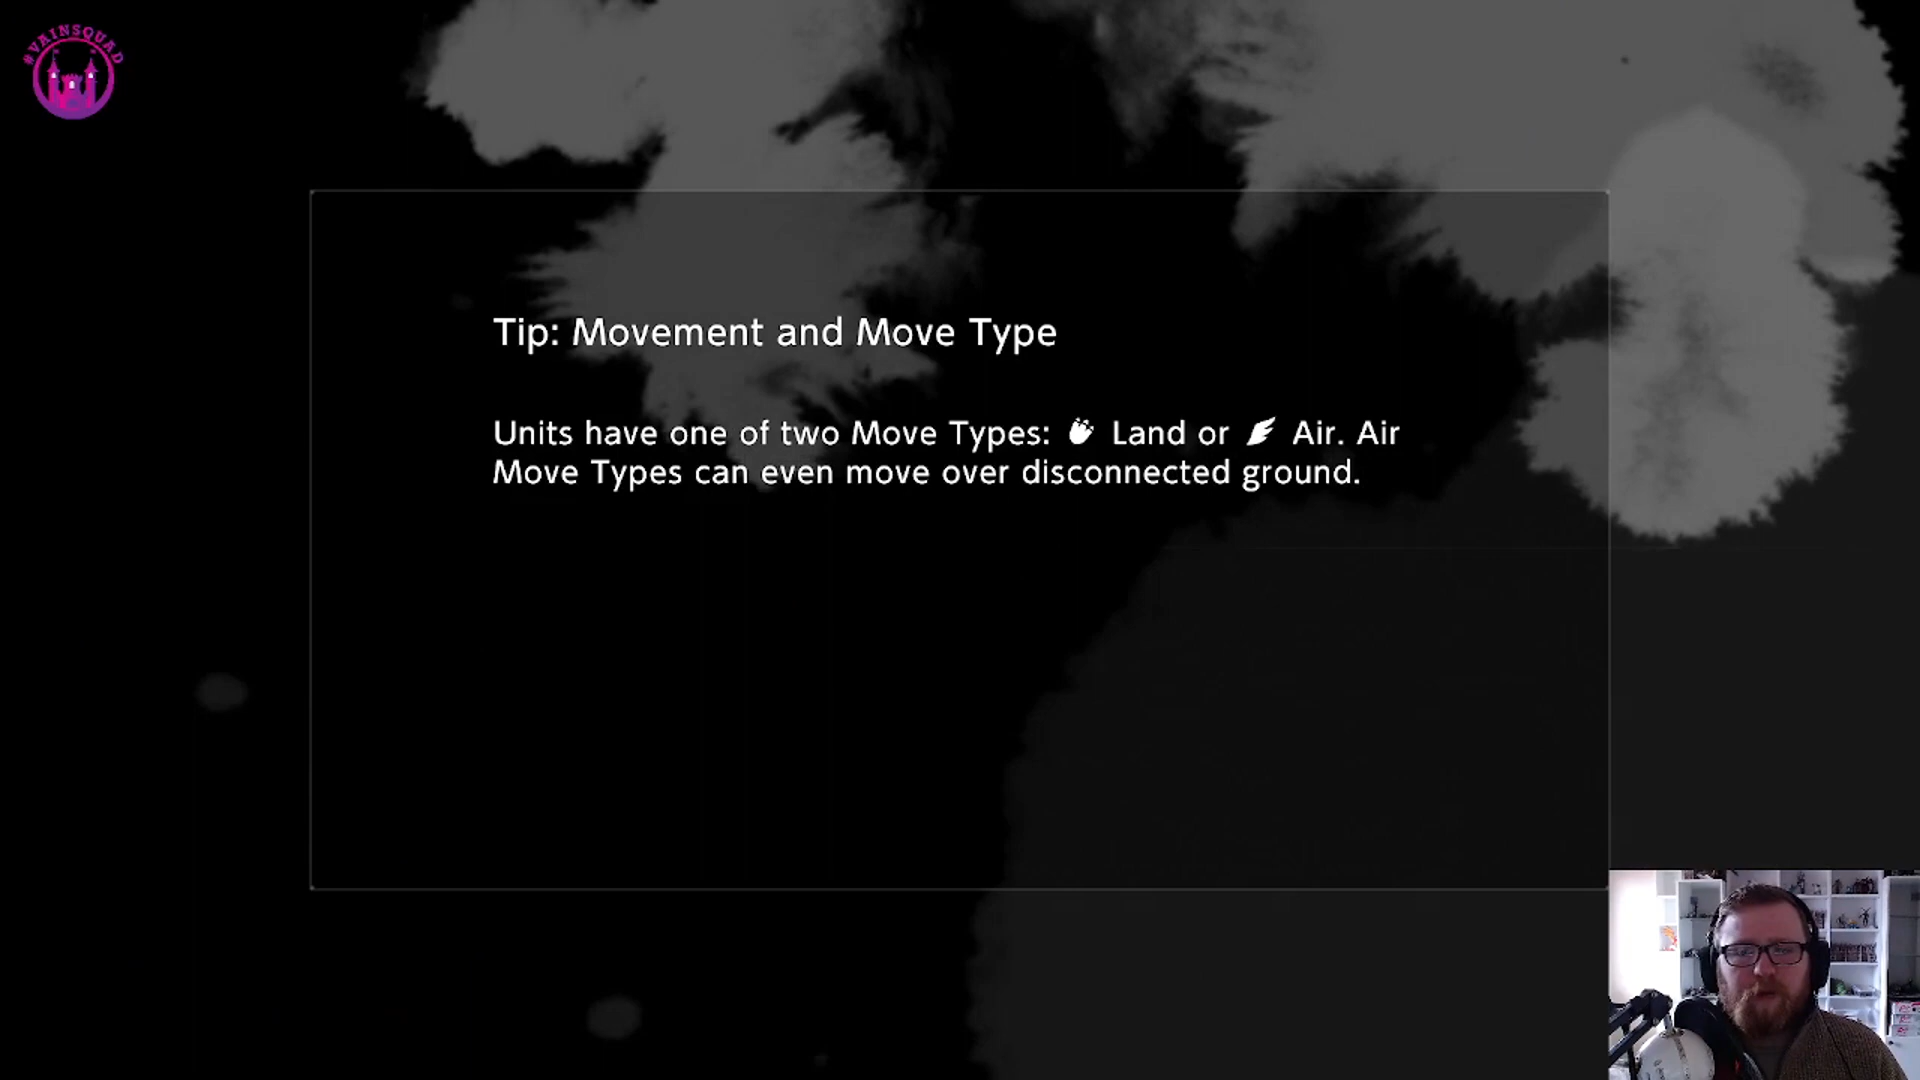 #VAINSQUAD
Tip: Movement and Move Type
Units have one of two Move Types: Land or Air. Air
Move Types can even move over disconnected ground.